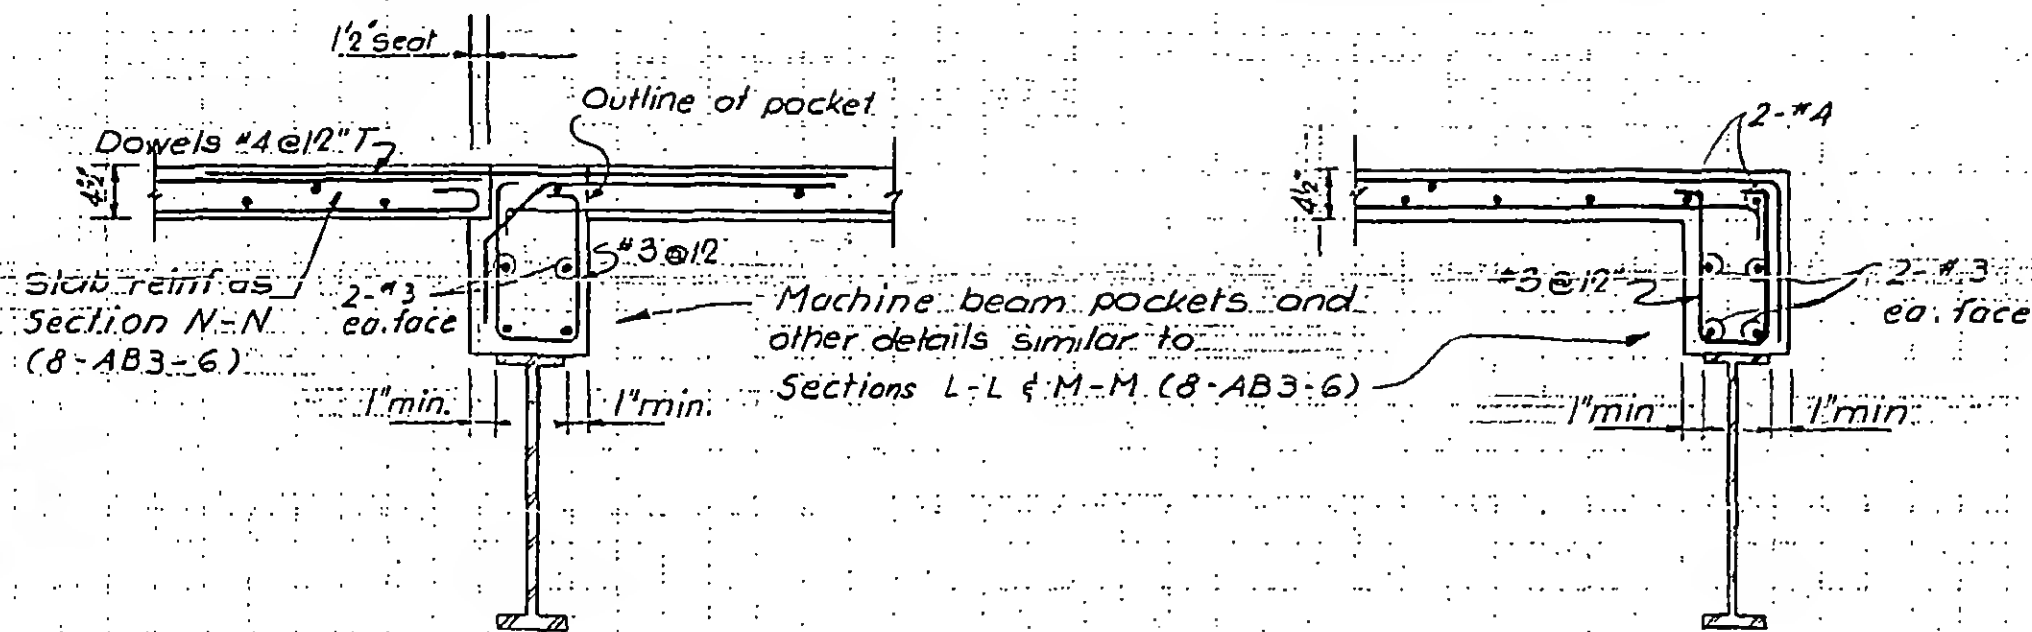 1½" seat
Outline of pocket
Dowels #4@12" T
4½"
#3@12
Slab reinf as
Section N-N
(8-AB3-6)
2-#3
ea. face
Machine beam pockets and
other details similar to
Sections L-L & M-M (8-AB3-6)
1"min.
1"min.
2-#4
4½"
#3@12"
2-#3
ea. face
1"min
1"min.